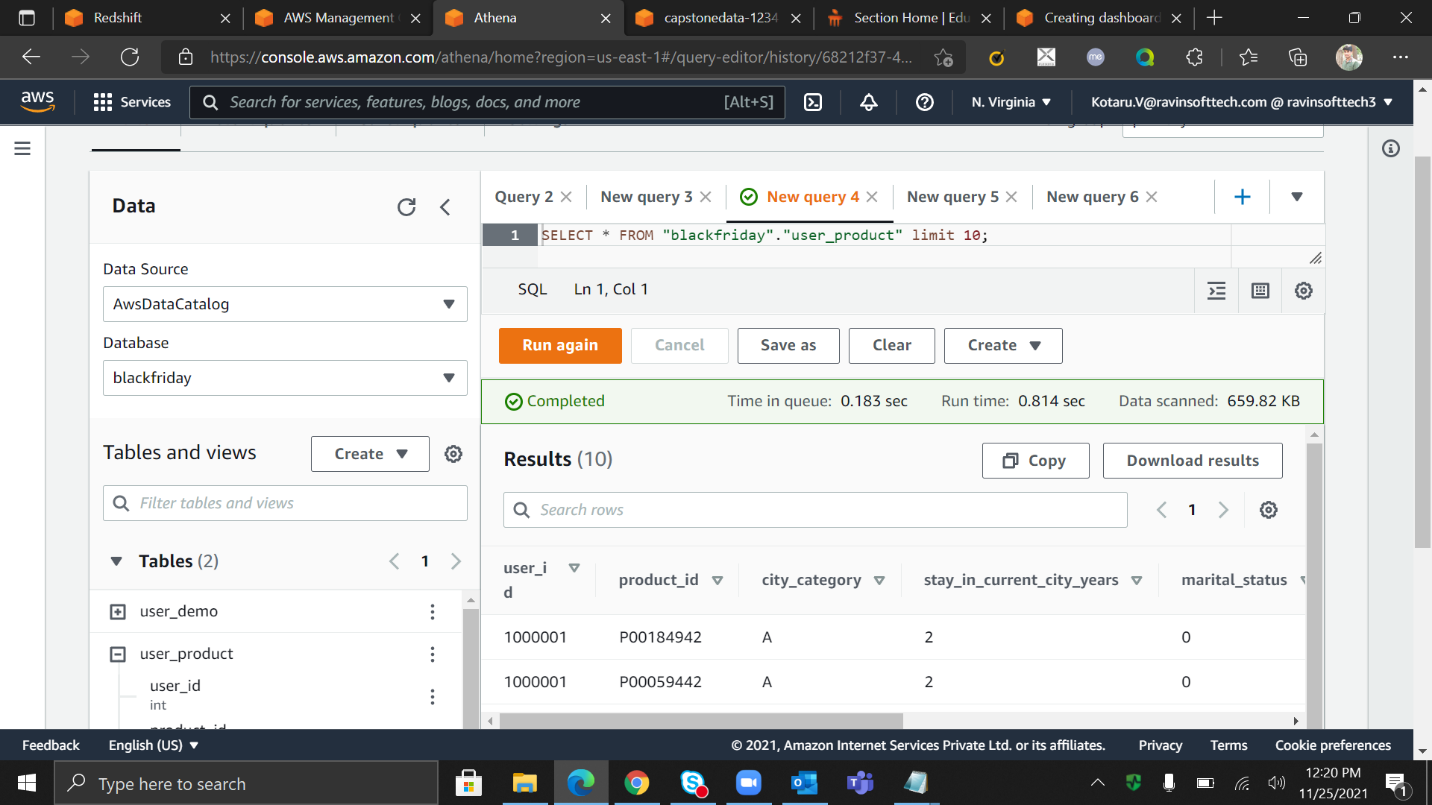 Redshift
AWS Management
Athena
capstonedata-1234
Section Home | Edu
Creating dashboard
https://console.aws.amazon.com/athena/home?region=us-east-1#/query-editor/history/68212f37-4...
aws
Services
Search for services, features, blogs, docs, and more
[Alt+S]
N. Virginia
Kotaru.V@ravinsofttech.com @ ravinsofttech3
Data
Query 2
New query 3
New query 4
New query 5
New query 6
1
SELECT * FROM "blackfriday"."user_product" limit 10;
Data Source
AwsDataCatalog
SQL
Ln 1, Col 1
Database
blackfriday
Run again
Cancel
Save as
Clear
Create
Completed
Time in queue: 0.183 sec
Run time: 0.814 sec
Data scanned: 659.82 KB
Tables and views
Create
Filter tables and views
Results (10)
Copy
Download results
Search rows
1
Tables (2)
1
user_demo
user_product
user_id
int
product_id
user_i
d
product_id
city_category
stay_in_current_city_years
marital_status
1000001 P00184942 A 2 0
1000001 P00059442 A 2 0
Feedback
English (US)
© 2021, Amazon Internet Services Private Ltd. or its affiliates.
Privacy
Terms
Cookie preferences
Type here to search
12:20 PM
11/25/2021
1